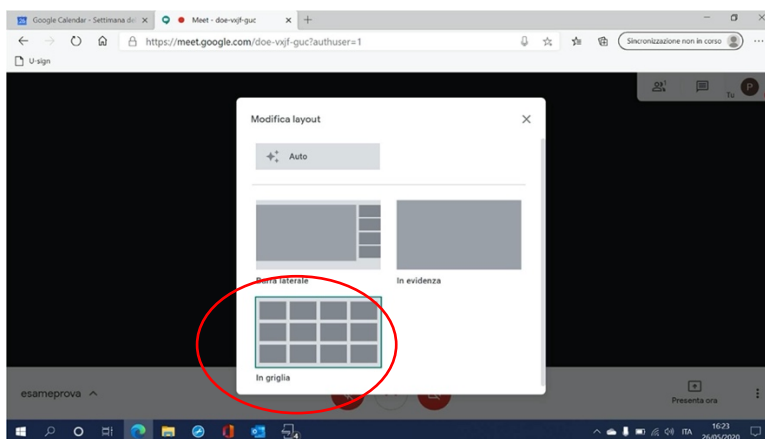 Google Calendar - Settimana del
Meet - doe-vxjf-guc
https://meet.google.com/doe-vxjf-guc?authuser=1
Sincronizzazione non in corso
U-sign
Tu
P
Modifica layout
Auto
Barra laterale
In evidenza
In griglia
esameprova
Presenta ora
ITA
16:23
26/05/2020